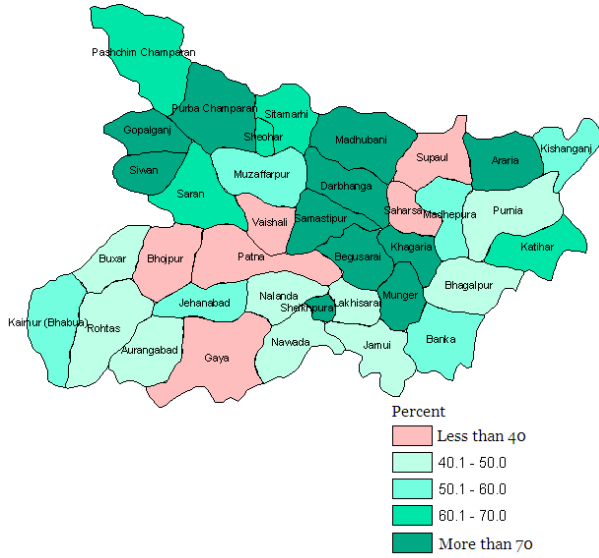 Pashchim Champaran
Purba Champaran
Sitamarhi
Sheohar
Gopalganj
Madhubani
Kishanganj
Siwan
Supaul
Araria
Muzaffarpur
Darbhanga
Saran
Saharsa
Madhepura
Purnia
Vaishali
Samastipur
Khagaria
Katihar
Buxar
Bhojpur
Patna
Begusarai
Bhagalpur
Munger
Jehanabad
Nalanda
Sheikhpura
Lakhisarai
Kaimur (Bhabua)
Rohtas
Aurangabad
Gaya
Nawada
Jamui
Banka
Percent
Less than 40
40.1 - 50.0
50.1 - 60.0
60.1 - 70.0
More than 70